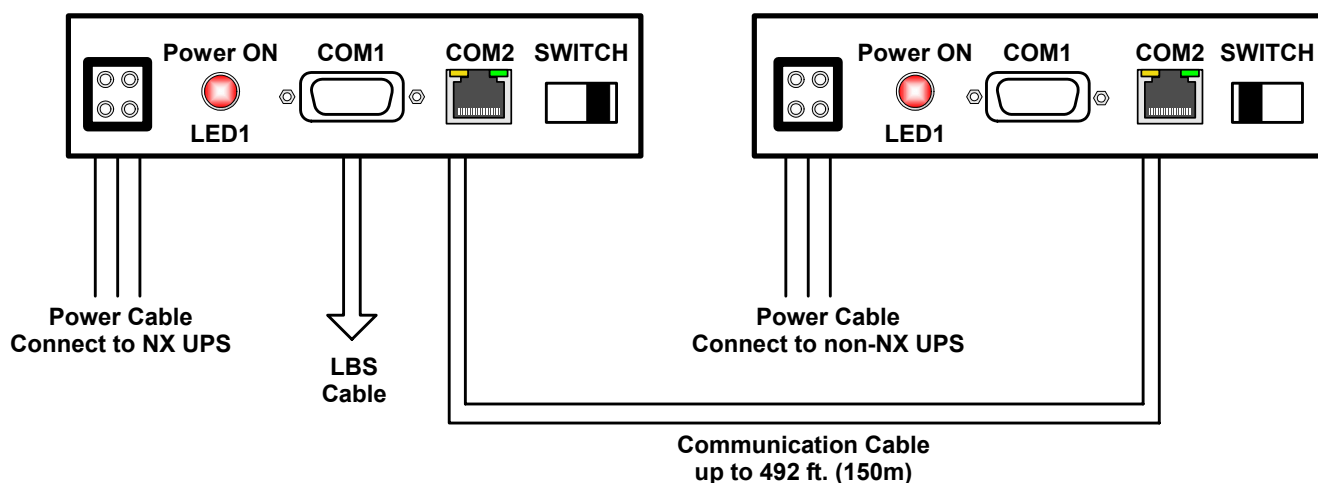 Power ON COM1 COM2 SWITCH
LED1
Power Cable
Connect to NX UPS
LBS
Cable
Power ON COM1 COM2 SWITCH
LED1
Power Cable
Connect to non-NX UPS
Communication Cable
up to 492 ft. (150m)